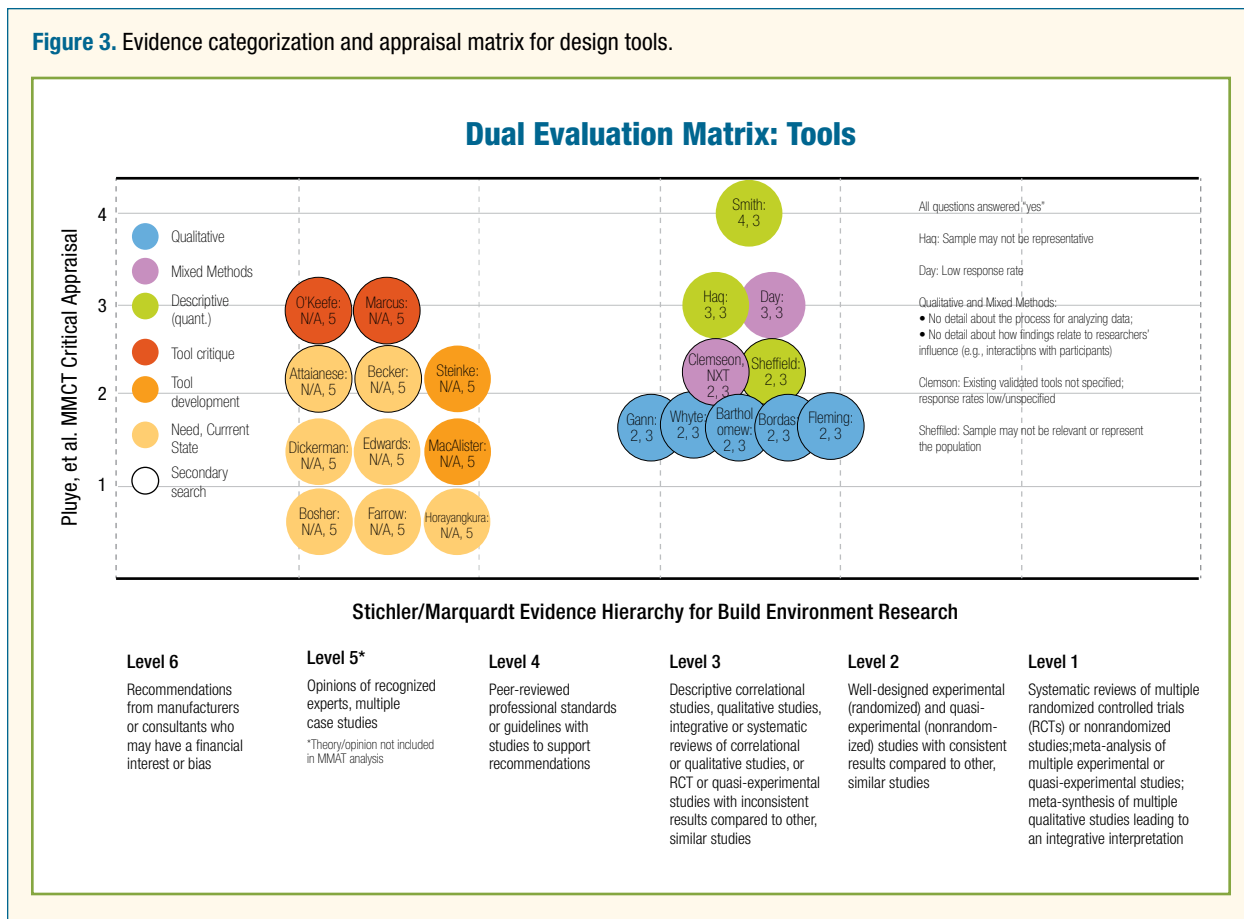 Figure 3. Evidence categorization and appraisal matrix for design tools.
Dual Evaluation Matrix: Tools
Pluye, et al. MMCT Critical Appraisal
4
3
2
1
Qualitative
Mixed Methods
Descriptive
(quant.)
Tool critique
Tool
development
Need, Currrent
State
Secondary
search
O'Keefe:
N/A, 5
Marcus:
N/A, 5
Attaianese:
N/A, 5
Becker:
N/A, 5
Steinke:
N/A, 5
Dickerman:
N/A, 5
Edwards:
N/A, 5
MacAlister:
N/A, 5
Bosher:
N/A, 5
Farrow:
N/A, 5
Horayangkura:
N/A, 5
Smith:
4, 3
Haq:
3, 3
Day:
3, 3
Clemseon,
NXT
2, 3
Sheffield:
2, 3
Gann:
2, 3
Whyte:
2, 3
Barthol
omew:
2, 3
Bordas:
2, 3
Fleming:
2, 3
All questions answered "yes"
Haq: Sample may not be representative
Day: Low response rate
Qualitative and Mixed Methods:
• No detail about the process for analyzing data;
• No detail about how findings relate to researchers'
influence (e.g., interactions with participants)
Clemson: Existing validated tools not specified;
response rates low/unspecified
Sheffiled: Sample may not be relevant or represent
the population
Stichler/Marquardt Evidence Hierarchy for Build Environment Research
Level 6
Recommendations
from manufacturers
or consultants who
may have a financial
interest or bias
Level 5*
Opinions of recognized
experts, multiple
case studies
*Theory/opinion not included
in MMAT analysis
Level 4
Peer-reviewed
professional standards
or guidelines with
studies to support
recommendations
Level 3
Descriptive correlational
studies, qualitative studies,
integrative or systematic
reviews of correlational
or qualitative studies, or
RCT or quasi-experimental
studies with inconsistent
results compared to other,
similar studies
Level 2
Well-designed experimental
(randomized) and quasi-
experimental (nonrandom-
ized) studies with consistent
results compared to other,
similar studies
Level 1
Systematic reviews of multiple
randomized controlled trials
(RCTs) or nonrandomized
studies;meta-analysis of
multiple experimental or
quasi-experimental studies;
meta-synthesis of multiple
qualitative studies leading to
an integrative interpretation